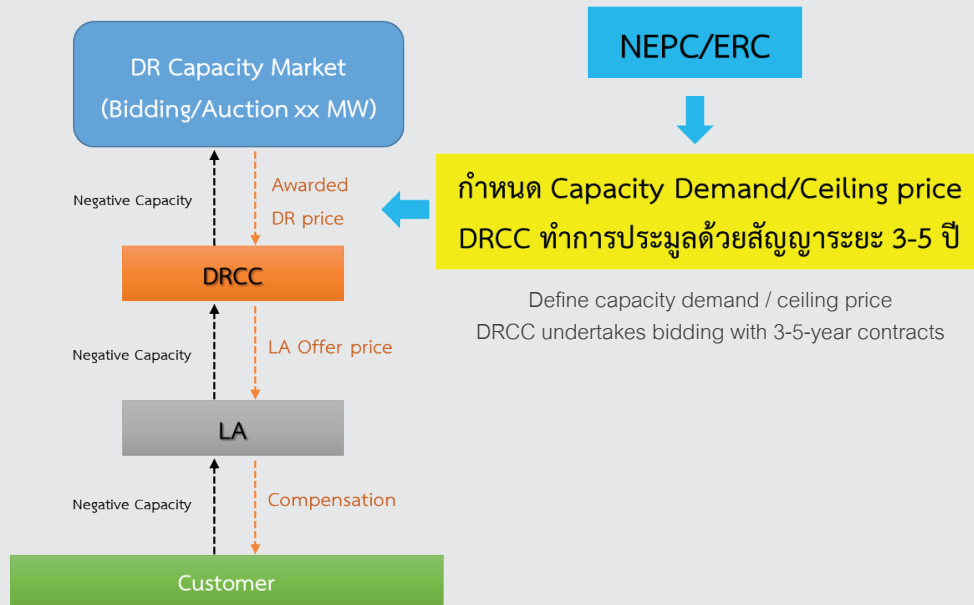 DR Capacity Market
(Bidding/Auction xx MW)
Negative Capacity
Awarded
DR price
DRCC
Negative Capacity
LA Offer price
LA
Negative Capacity
Compensation
Customer
NEPC/ERC
กำหนด Capacity Demand/Ceiling price
DRCC ทำการประมูลด้วยสัญญาระยะ 3-5 ปี
Define capacity demand / ceiling price
DRCC undertakes bidding with 3-5-year contracts